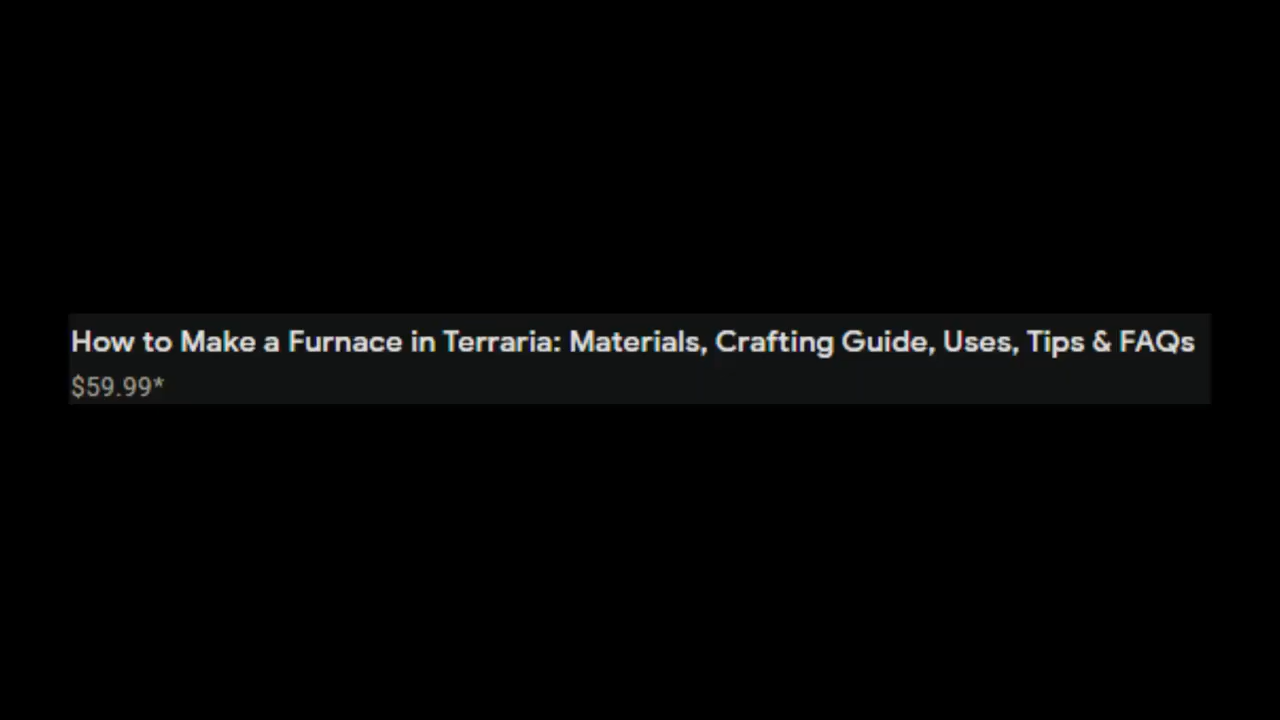 How to Make a Furnace in Terraria: Materials, Crafting Guide, Uses, Tips & FAQs
$59.99*